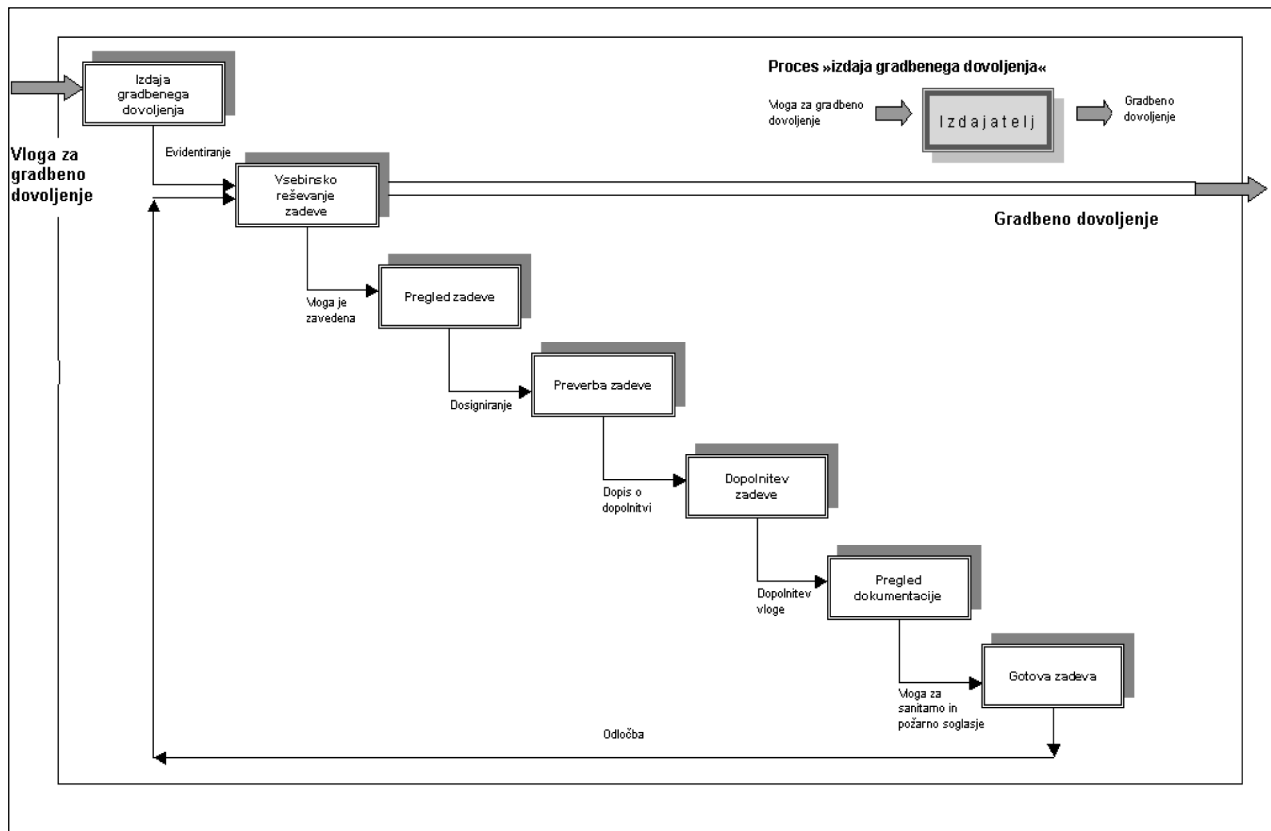 Izdaja
gradbenega
dovoljenja
Proces »izdaja gradbenega dovoljenja«
Vloga za gradbeno
dovoljenje
Izdajatelj
Gradbeno
dovoljenje
Vloga za
gradbeno
dovoljenje
Evidentiranje
Vsebinsko
reševanje
zadeve
Gradbeno dovoljenje
Vloga je
zavedena
Pregled zadeve
Dosigniranje
Preverba zadeve
Dopis o
dopolnitvi
Dopolnitev
zadeve
Dopolnitev
vloge
Pregled
dokumentacije
Vloga za
sanitarno in
požarno soglasje
Gotova zadeva
Odločba